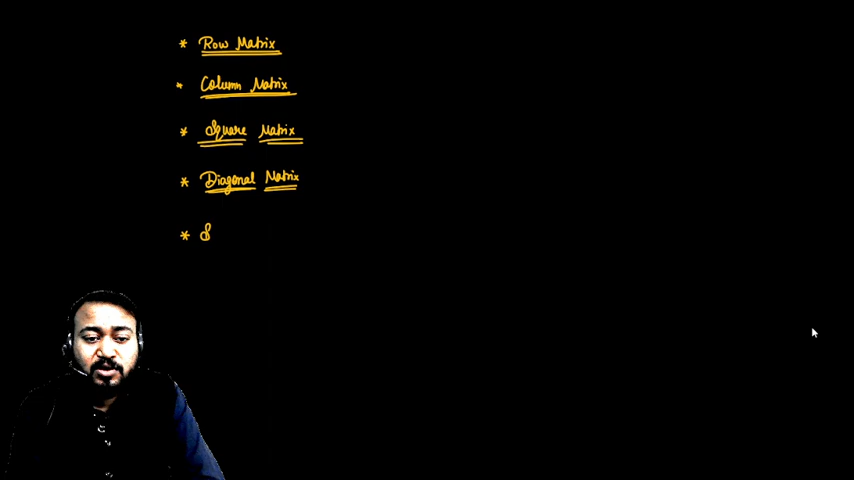 * Row Matrix
* Column Matrix
* Square Matrix
* Diagonal Matrix
* S